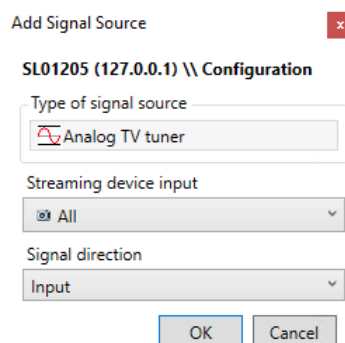 Add Signal Source
x
SL01205 (127.0.0.1) \\ Configuration
Type of signal source
Analog TV tuner
Streaming device input
All
Signal direction
Input
OK Cancel